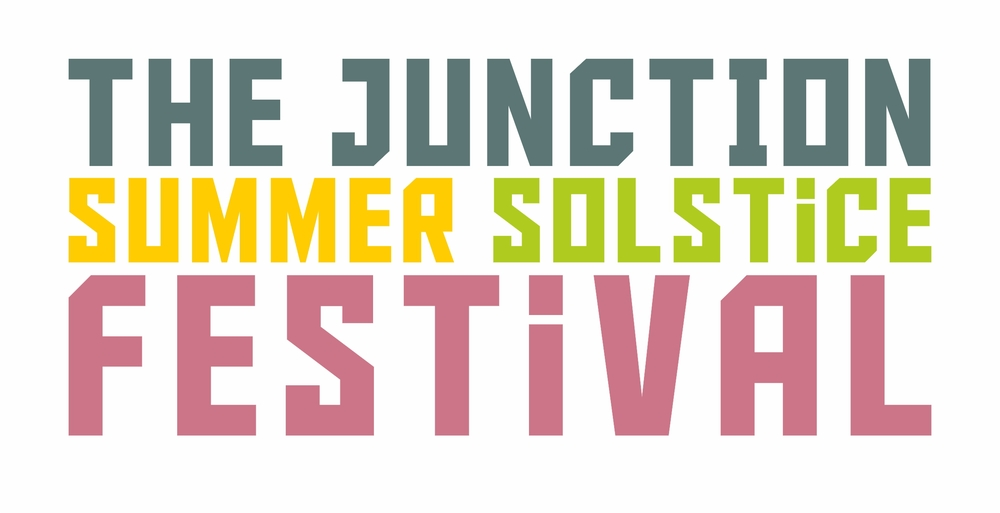 THE JUNCTION
SUMMER SOLSTiCE
FESTiVAL